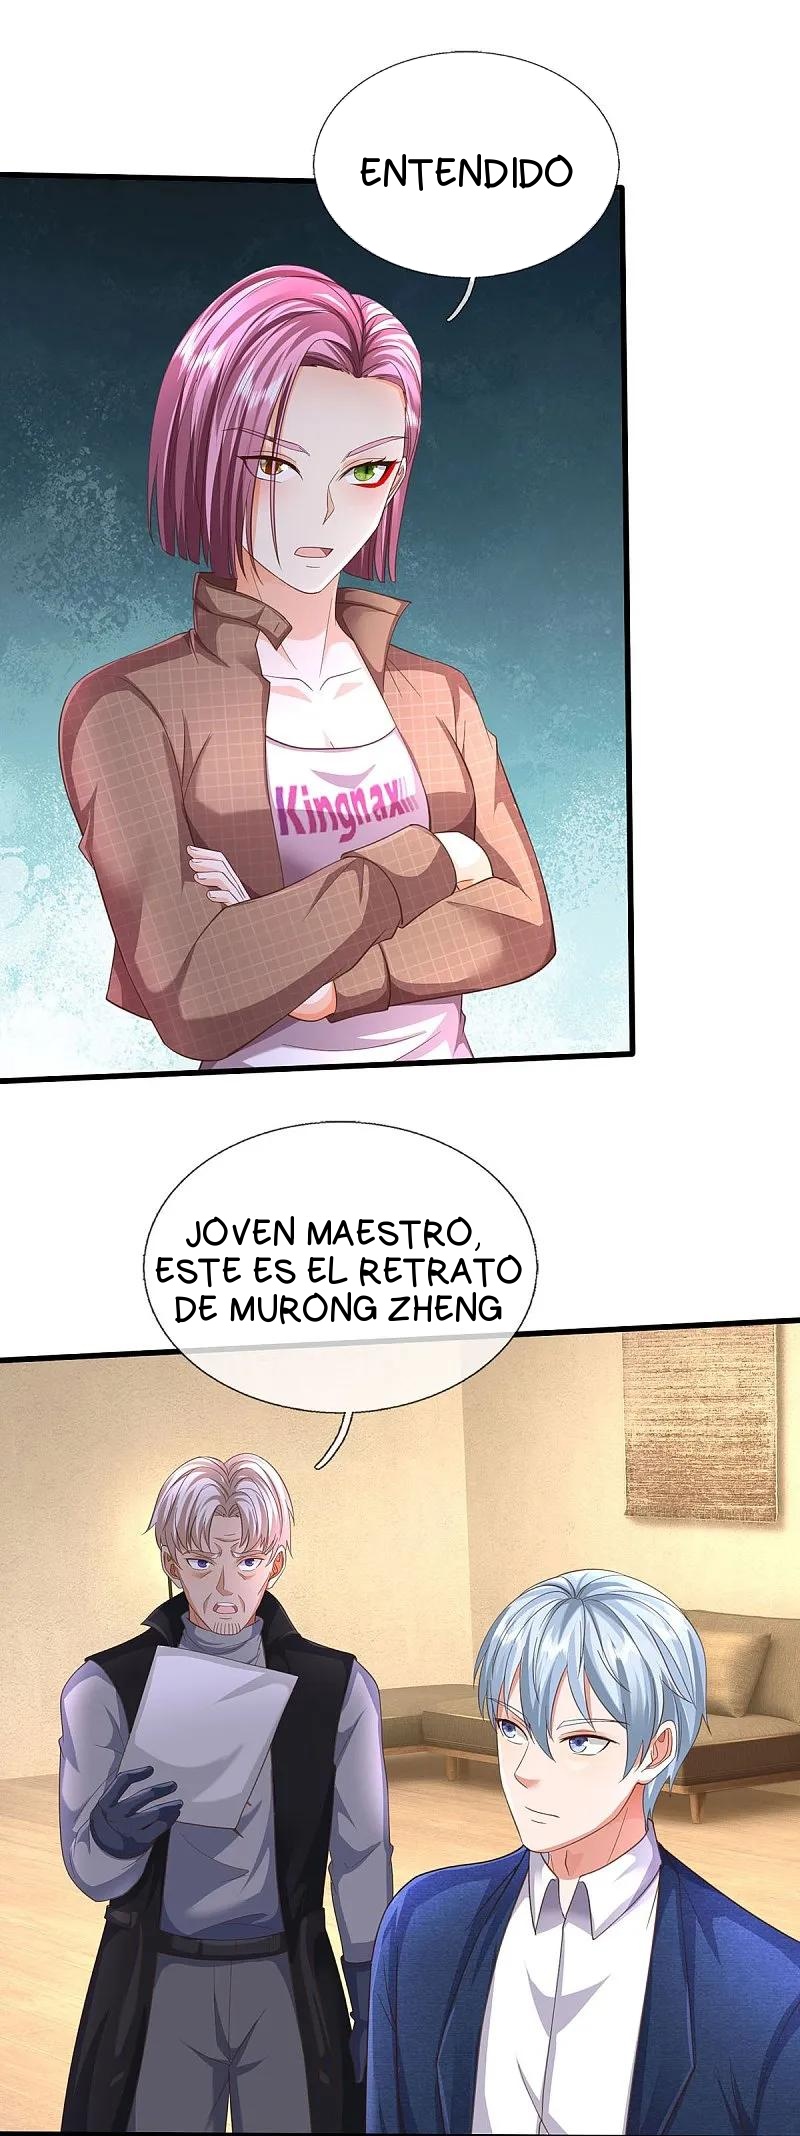 ENTENDIDO
Kingnax
JOVEN MAESTRO,
ESTE ES EL RETRATO
DE MURONG ZHENG